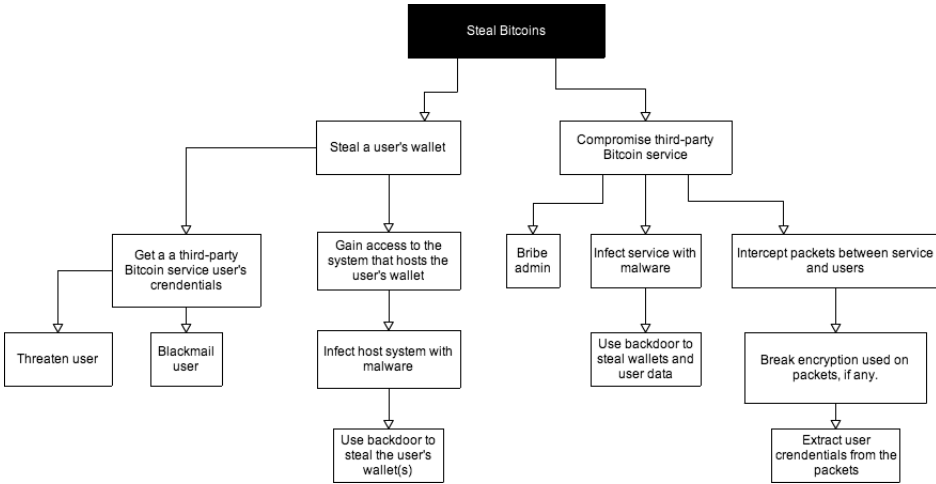 Steal Bitcoins
Steal a user's wallet
Compromise third-party
Bitcoin service
Get a a third-party
Bitcoin service user's
crendentials
Gain access to the
system that hosts the
user's wallet
Bribe
admin
Infect service with
malware
Intercept packets between service
and users
Threaten user
Blackmail
user
Infect host system with
malware
Use backdoor to
steal wallets and
user data
Break encryption used on
packets, if any.
Use backdoor to
steal the user's
wallet(s)
Extract user
crendentials from the
packets